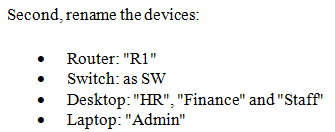 Second, rename the devices:
• Router: "R1"
• Switch: as SW
• Desktop: "HR", "Finance" and "Staff"
• Laptop: "Admin"